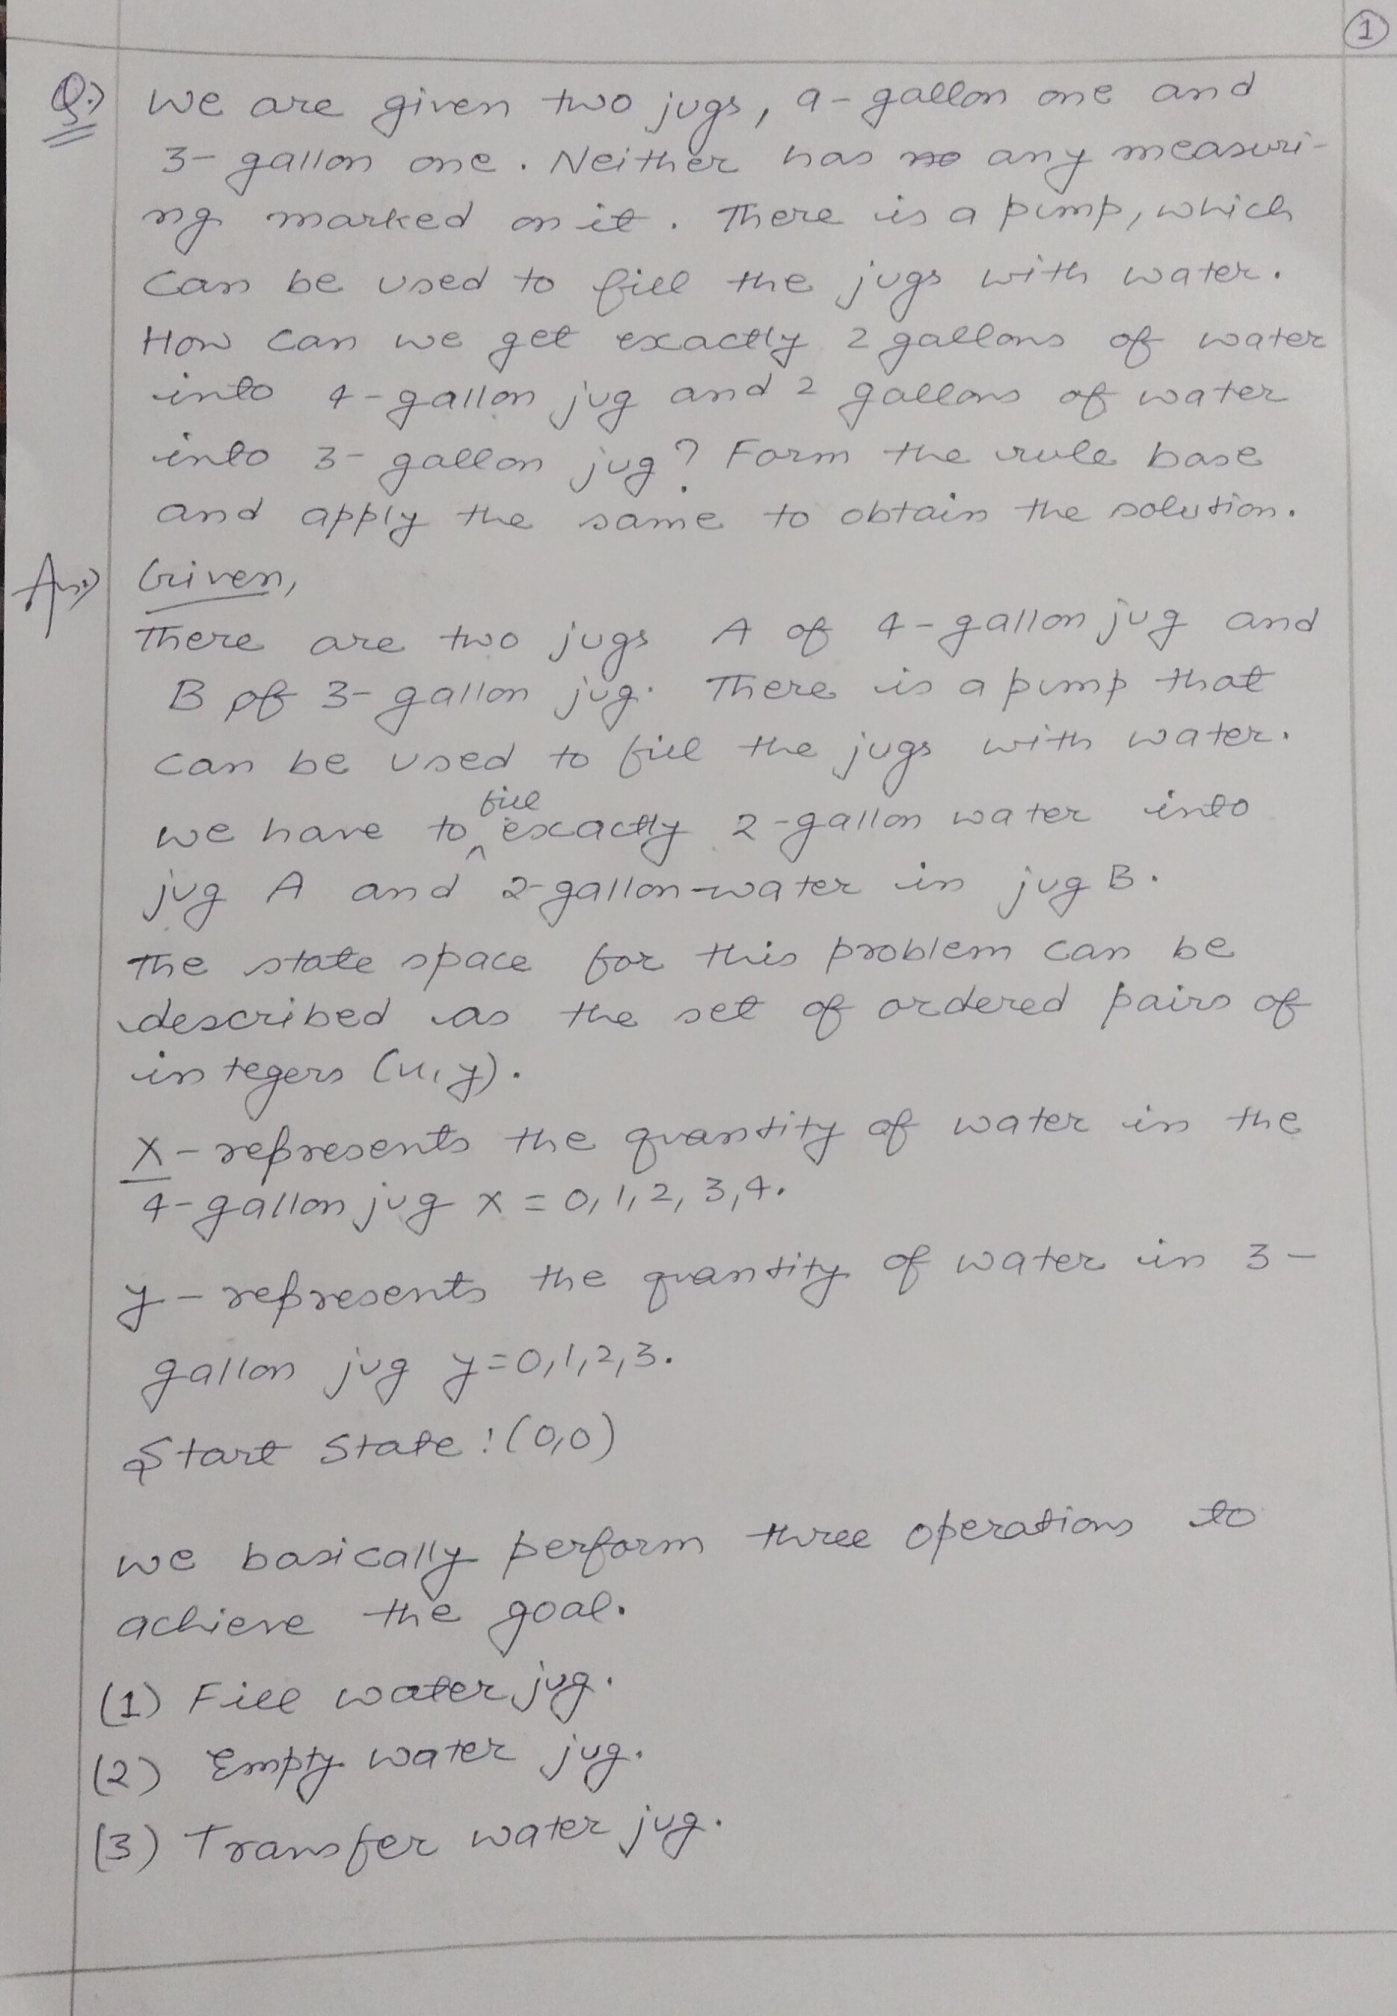 1
Q.) We are given two jugs, 4-gallon one and
3-gallon one. Neither has any measuri-
ng marked on it. There is a pump, which
can be used to fill the jugs with water.
How can we get exactly 2 gallons of water
into 4-gallon jug and 2 gallons of water
into 3-gallon jug? Form the rule base
and apply the same to obtain the solution.
Ans) Given,
There are two jugs A of 4-gallon jug and
B of 3-gallon jug. There is a pump that
can be used to fill the jugs with water.
we have to fill exactly 2-gallon water into
jug A and 2-gallon-water in jug B.
The state space for this problem can be
described as the set of ordered pairs of
integers (x,y).
X- represents the quantity of water in the
4-gallon jug x = 0,1,2,3,4.
y- represents the quantity of water in 3-
gallon jug y=0,1,2,3.
Start State: (0,0)
we basically perform three operations to
achieve the goal.
(1) Fill water jug.
(2) Empty water jug.
(3) Transfer water jug.